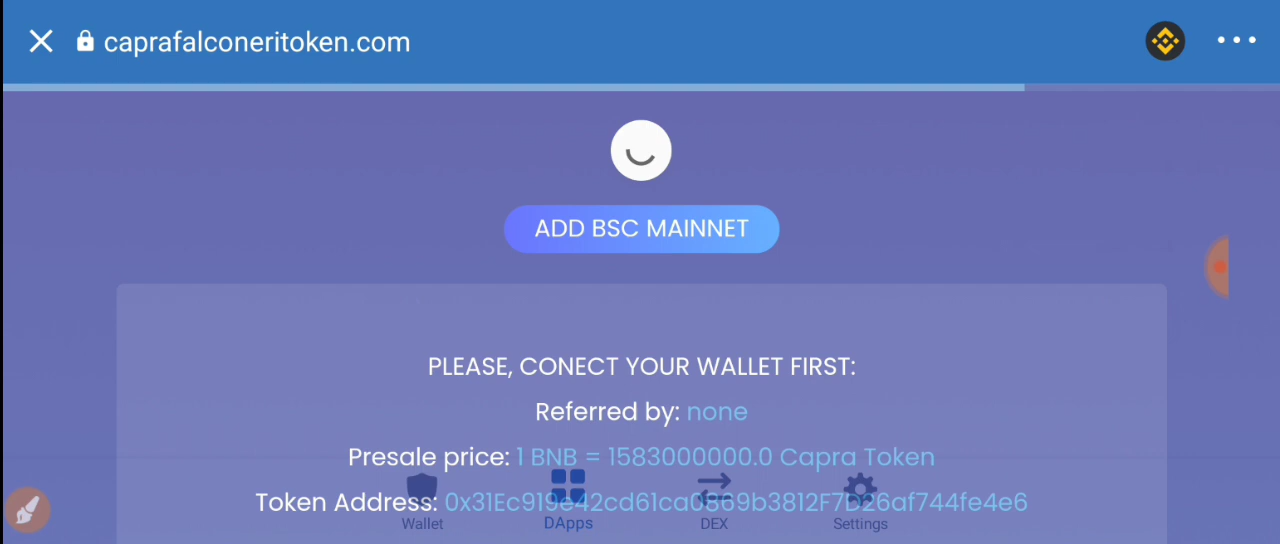 caprafalconeritoken.com
ADD BSC MAINNET
PLEASE, CONECT YOUR WALLET FIRST:
Referred by: none
Presale price: 1 BNB = 1583000000.0 Capra Token
Token Address: 0x31Ec919e42cd61ca0869b3812F7D26af744fe4e6
Wallet
DApps
DEX
Settings